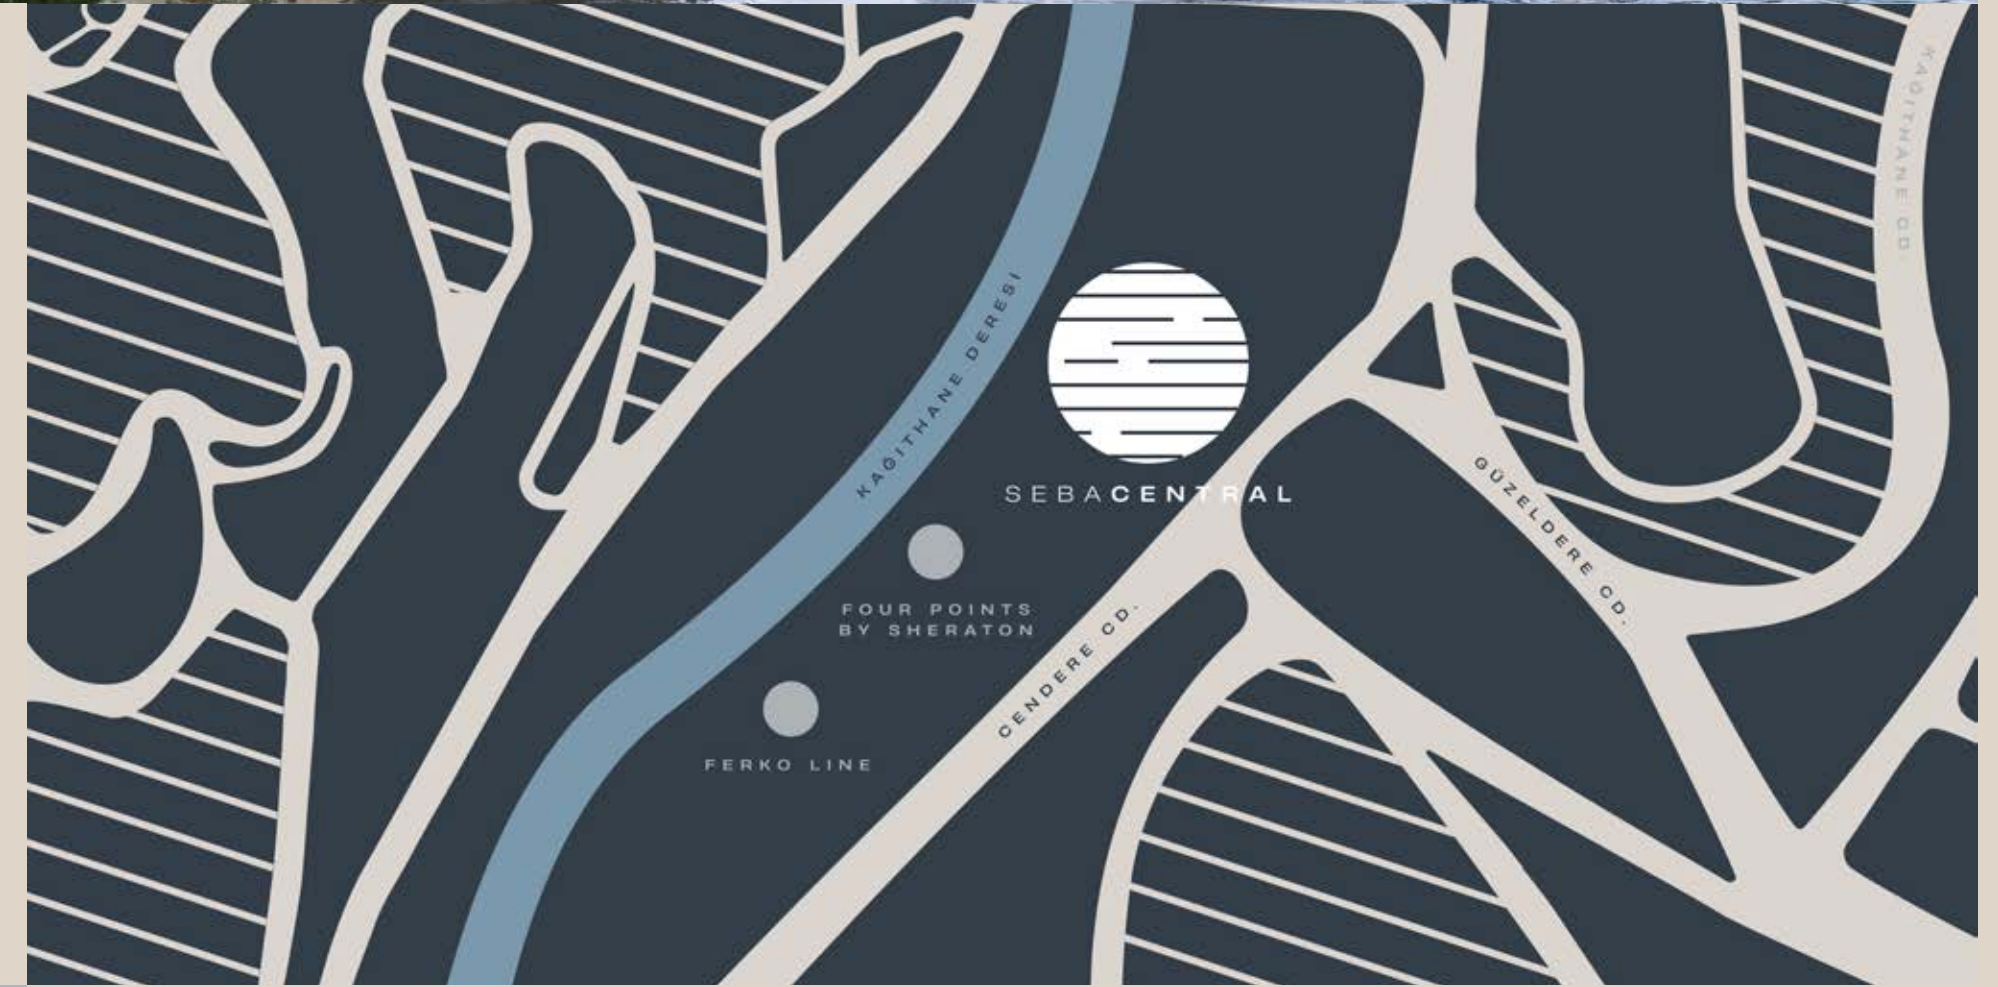 KAĞITHANE CD.
KAĞITHANE DERESİ
SEBACENTRAL
GÜZELDERE CD.
FOUR POINTS
BY SHERATON
CENDERE CD.
FERKO LINE